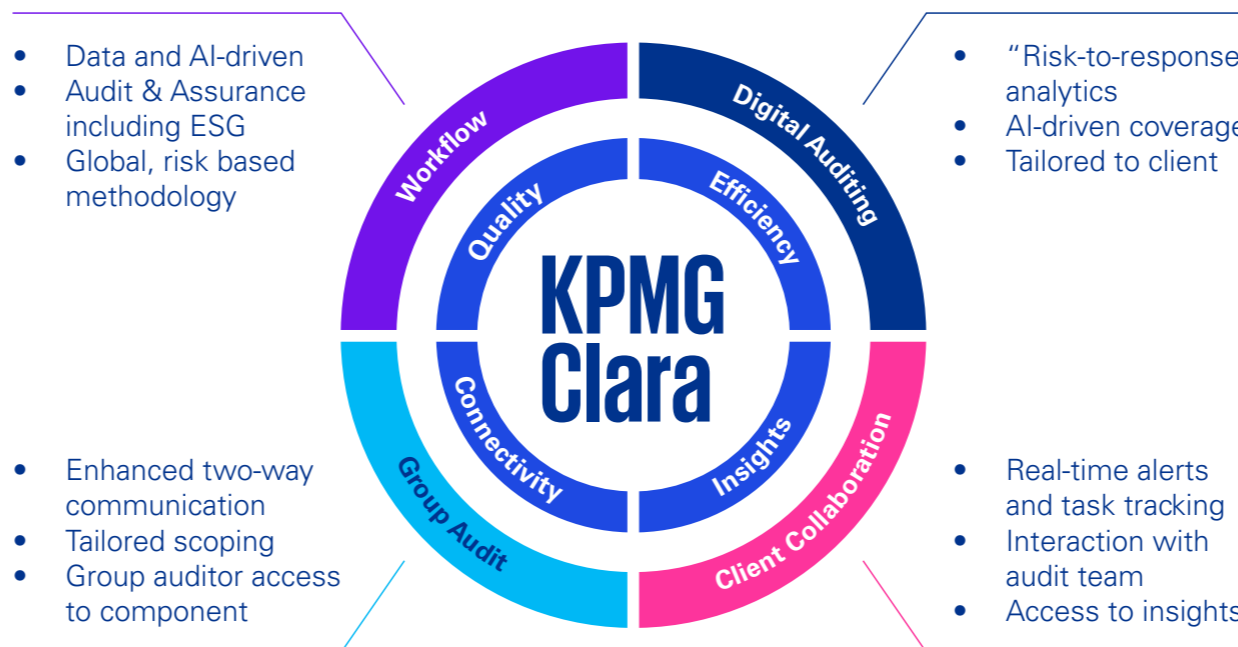 • Data and AI-driven
• Audit & Assurance
including ESG
• Global, risk based
methodology
• “Risk-to-response
analytics
• AI-driven coverage
• Tailored to client
Workflow
Digital Auditing
Quality
Efficiency
KPMG
Clara
Connectivity
Insights
Group Audit
Client Collaboration
• Enhanced two-way
communication
• Tailored scoping
• Group auditor access
to component
• Real-time alerts
and task tracking
• Interaction with
audit team
• Access to insights